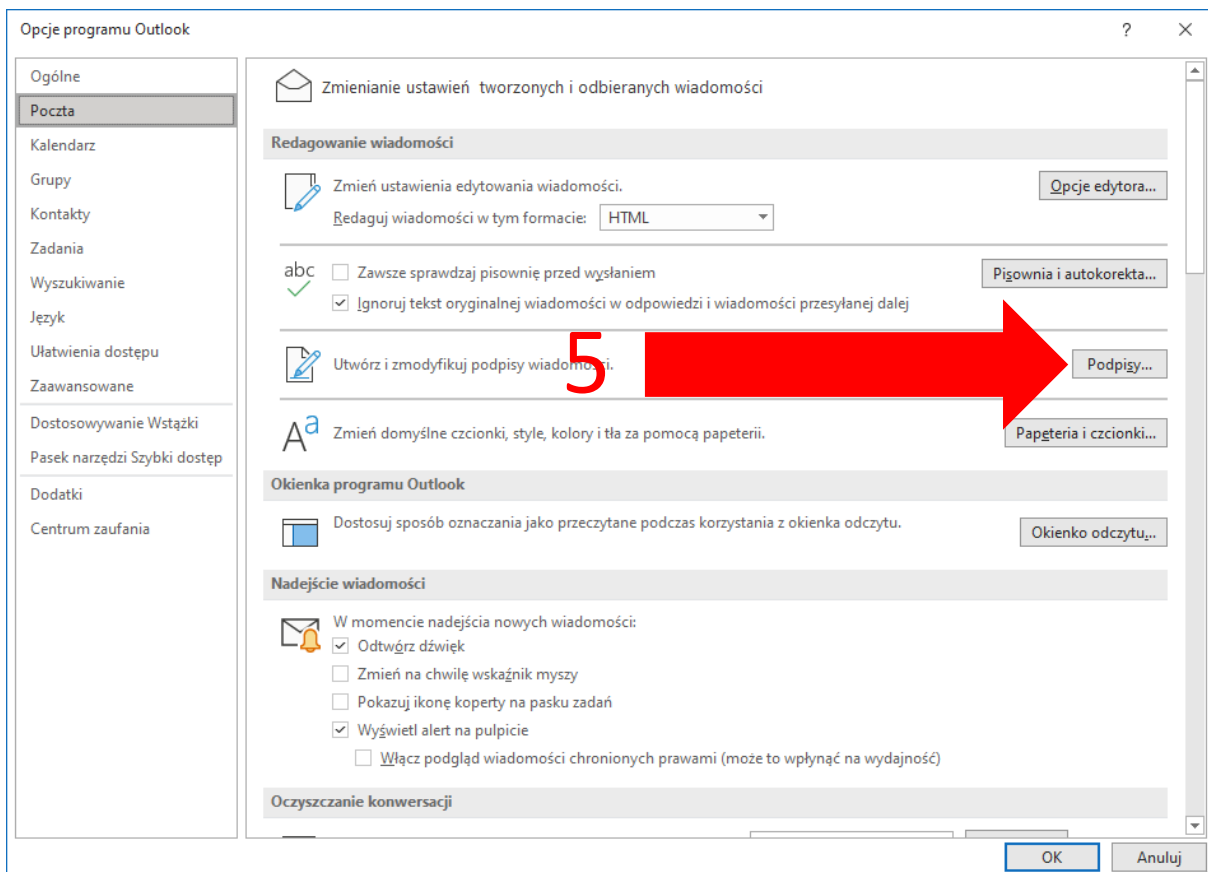 Opcje programu Outlook
?
Ogólne
Poczta
Kalendarz
Grupy
Kontakty
Zadania
Wyszukiwanie
Język
Ułatwienia dostępu
Zaawansowane
Dostosowywanie Wstążki
Pasek narzędzi Szybki dostęp
Dodatki
Centrum zaufania
Zmienianie ustawień tworzonych i odbieranych wiadomości
Redagowanie wiadomości
Zmień ustawienia edytowania wiadomości.
Opcje edytora...
Redaguj wiadomości w tym formacie: HTML
abc
Zawsze sprawdzaj pisownię przed wysłaniem
Pisownia i autokorekta...
Ignoruj tekst oryginalnej wiadomości w odpowiedzi i wiadomości przesyłanej dalej
Utwórz i zmodyfikuj podpisy wiadomości.
5
Podpisy...
Aa
Zmień domyślne czcionki, style, kolory i tła za pomocą papeterii.
Papeteria i czcionki...
Okienka programu Outlook
Dostosuj sposób oznaczania jako przeczytane podczas korzystania z okienka odczytu.
Okienko odczytu...
Nadejście wiadomości
W momencie nadejścia nowych wiadomości:
Odtwórz dźwięk
Zmień na chwilę wskaźnik myszy
Pokazuj ikonę koperty na pasku zadań
Wyświetl alert na pulpicie
Włącz podgląd wiadomości chronionych prawami (może to wpłynąć na wydajność)
Oczyszczanie konwersacji
OK
Anuluj